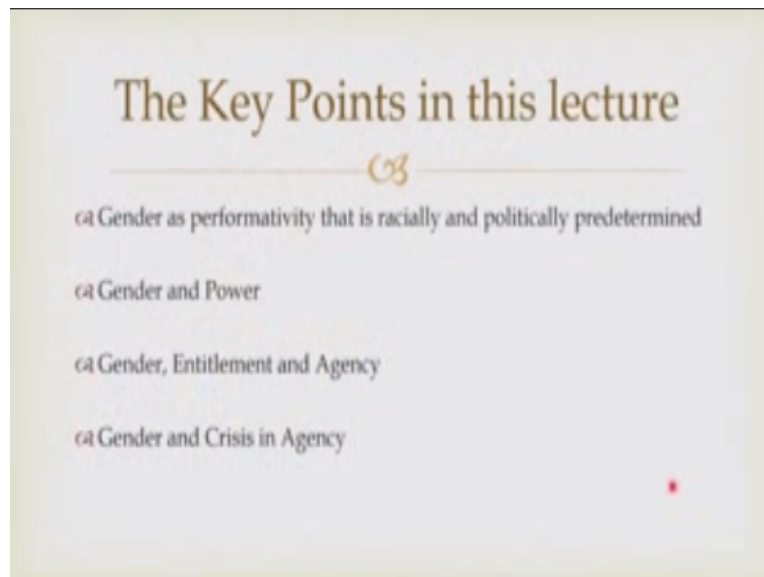 The Key Points in this lecture
Gender as performativity that is racially and politically predetermined
Gender and Power
Gender, Entitlement and Agency
Gender and Crisis in Agency